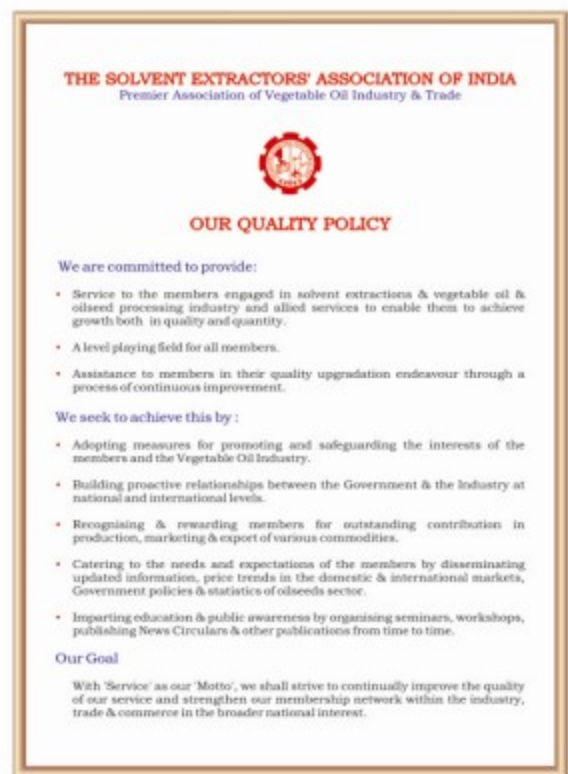 THE SOLVENT EXTRACTORS' ASSOCIATION OF INDIA
Premier Association of Vegetable Oil Industry & Trade
OUR QUALITY POLICY
We are committed to provide:
• Service to the members engaged in solvent extractions & vegetable oil &
oilseed processing industry and allied services to enable them to achieve
growth both in quality and quantity.
• A level playing field for all members.
• Assistance to members in their quality upgradation endeavour through a
process of continuous improvement.
We seek to achieve this by :
• Adopting measures for promoting and safeguarding the interests of the
members and the Vegetable Oil Industry.
• Building proactive relationships between the Government & the Industry at
national and international levels.
• Recognising & rewarding members for outstanding contribution in
production, marketing & export of various commodities.
• Catering to the needs and expectations of the members by disseminating
updated information, price trends in the domestic & international markets,
Government policies & statistics of oilseeds sector.
• Imparting education & public awareness by organising seminars, workshops,
publishing News Circulars & other publications from time to time.
Our Goal
With 'Service' as our 'Motto', we shall strive to continually improve the quality
of our service and strengthen our membership network within the industry,
trade & commerce in the broader national interest.